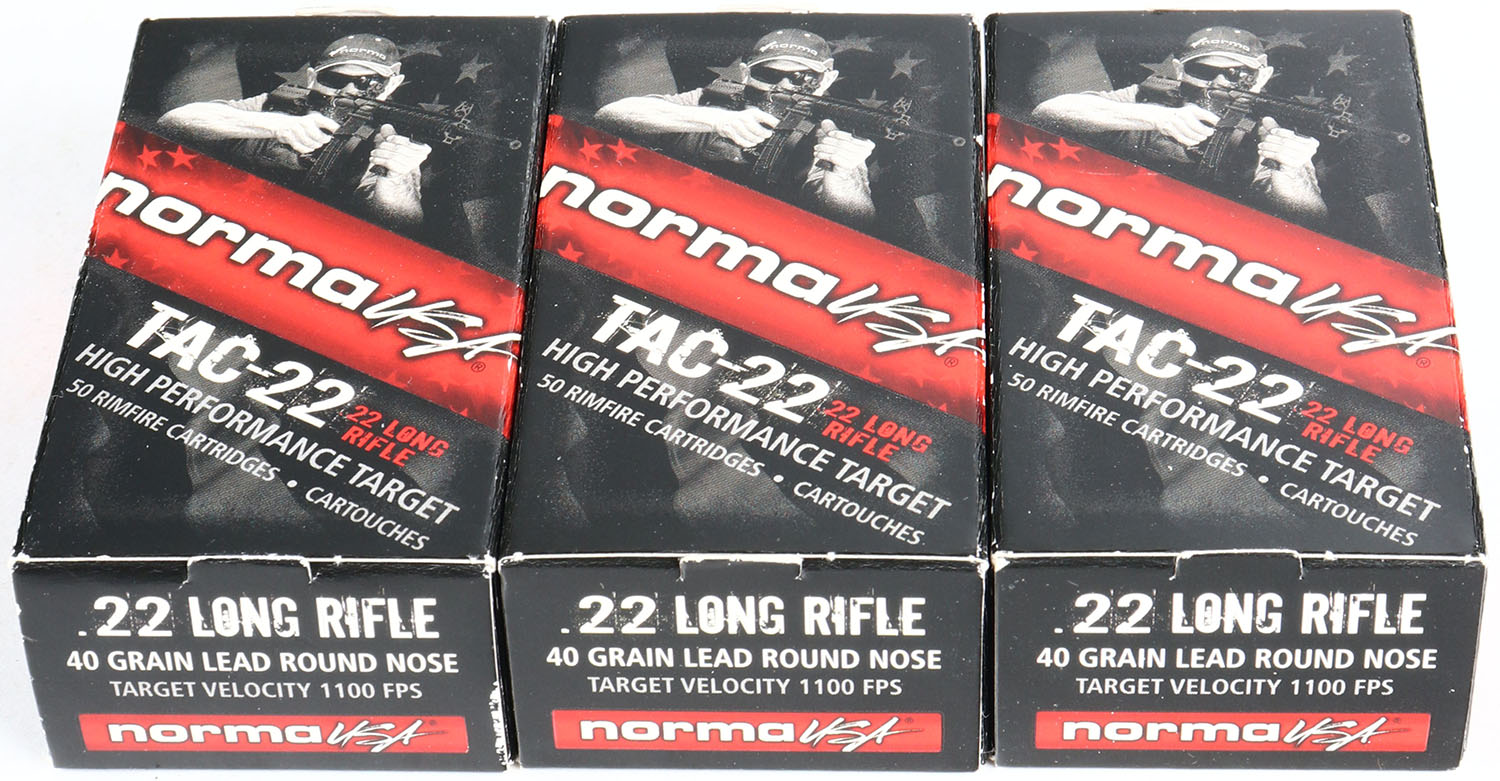 norma
norma USA®
TAC-22
22 LONG
RIFLE
HIGH PERFORMANCE TARGET
50 RIMFIRE CARTRIDGES • CARTOUCHES
.22 LONG RIFLE
40 GRAIN LEAD ROUND NOSE
TARGET VELOCITY 1100 FPS
norma USA®
norma
norma USA®
TAC-22
22 LONG
RIFLE
HIGH PERFORMANCE TARGET
50 RIMFIRE CARTRIDGES • CARTOUCHES
.22 LONG RIFLE
40 GRAIN LEAD ROUND NOSE
TARGET VELOCITY 1100 FPS
norma USA®
norma
norma USA®
TAC-22
22 LONG
RIFLE
HIGH PERFORMANCE TARGET
50 RIMFIRE CARTRIDGES • CARTOUCHES
.22 LONG RIFLE
40 GRAIN LEAD ROUND NOSE
TARGET VELOCITY 1100 FPS
norma USA®